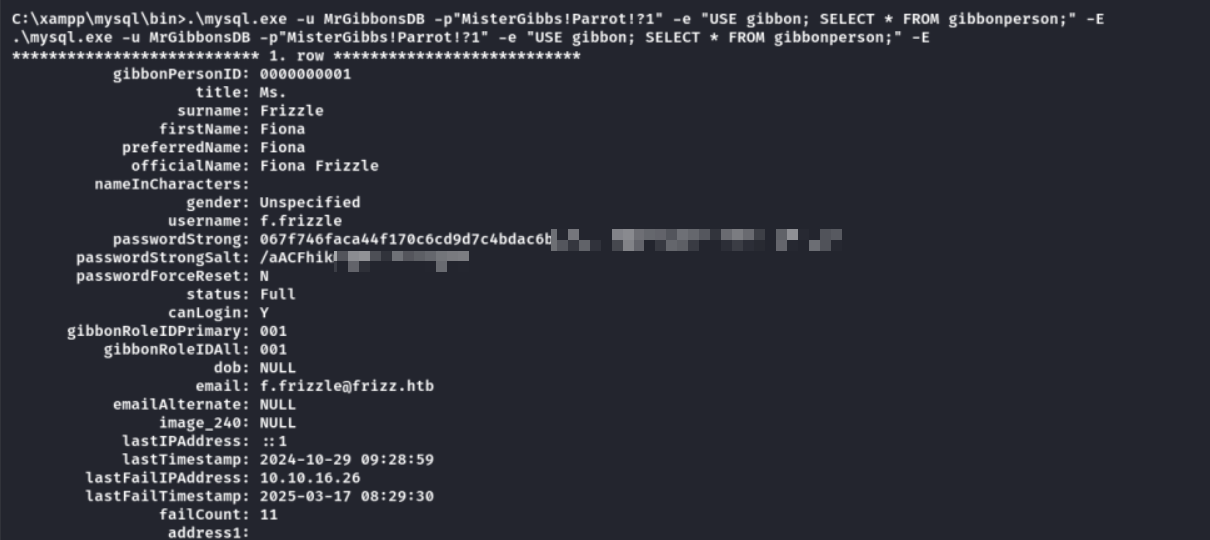 C:\xampp\mysql\bin>.\mysql.exe -u MrGibbonsDB -p"MisterGibbs!Parrot!?1" -e "USE gibbon; SELECT * FROM gibbonperson;" -E
.\mysql.exe -u MrGibbonsDB -p"MisterGibbs!Parrot!?1" -e "USE gibbon; SELECT * FROM gibbonperson;" -E
*************************** 1. row ***************************
gibbonPersonID: 0000000001
title: Ms.
surname: Frizzle
firstName: Fiona
preferredName: Fiona
officialName: Fiona Frizzle
nameInCharacters:
gender: Unspecified
username: f.frizzle
passwordStrong: 067f746faca44f170c6cd9d7c4bdac6b
passwordStrongSalt: /aACFhik
passwordForceReset: N
status: Full
canLogin: Y
gibbonRoleIDPrimary: 001
gibbonRoleIDAll: 001
dob: NULL
email: f.frizzle@frizz.htb
emailAlternate: NULL
image_240: NULL
lastIPAddress: ::1
lastTimestamp: 2024-10-29 09:28:59
lastFailIPAddress: 10.10.16.26
lastFailTimestamp: 2025-03-17 08:29:30
failCount: 11
address1: